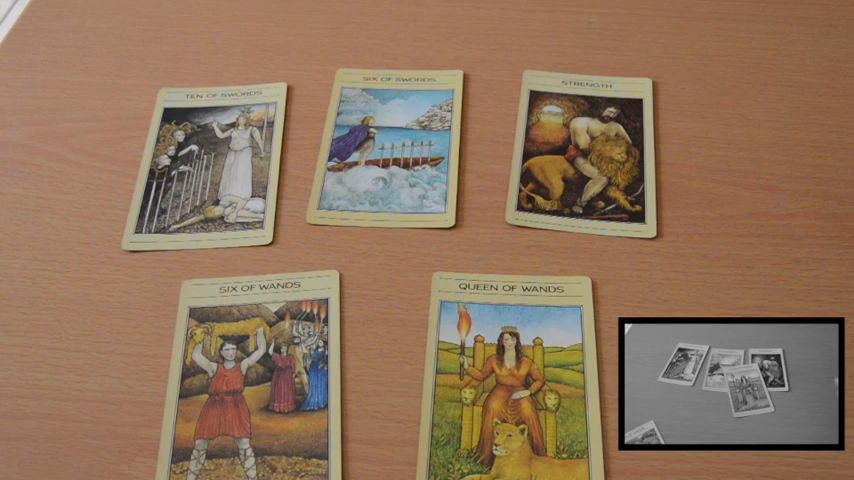 TEN OF SWORDS
SIX OF SWORDS
STRENGTH
SIX OF WANDS
QUEEN OF WANDS